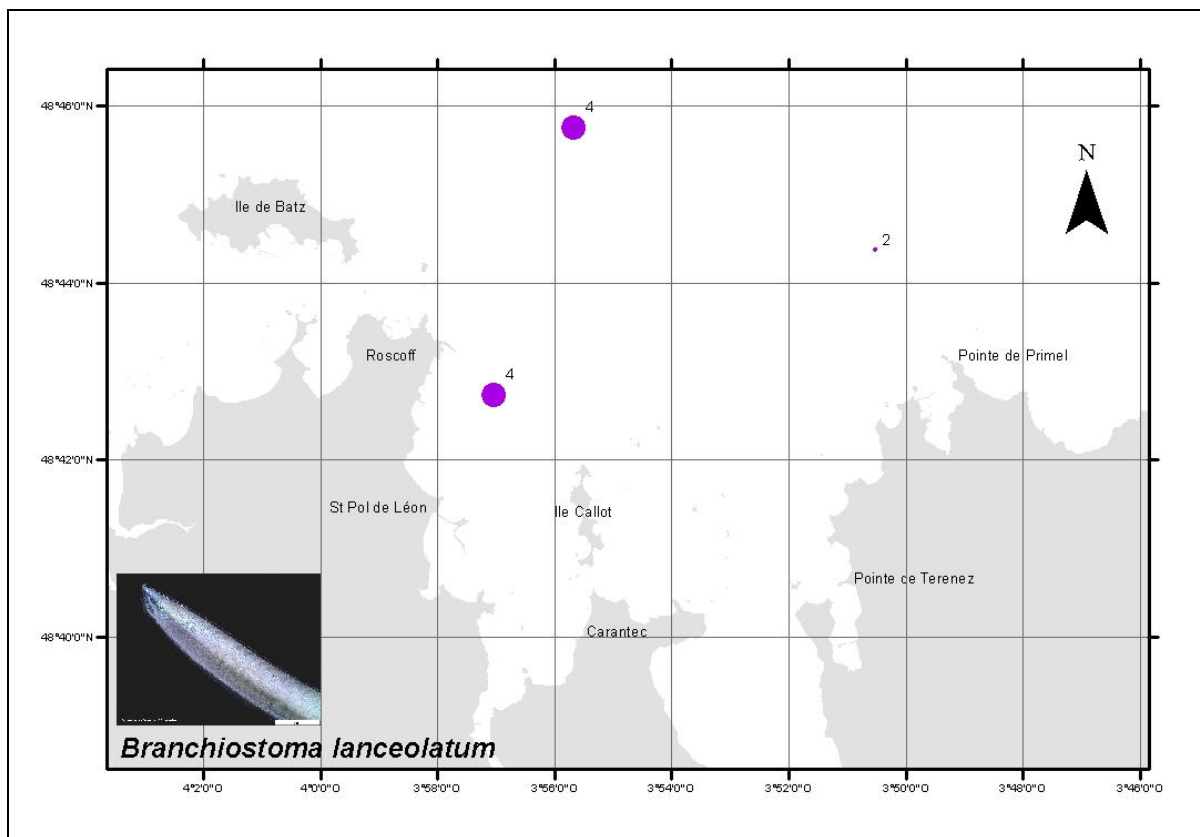 48°46'0"N
4
N
Ile de Batz
2
48°44'0"N
Roscoff
Pointe de Primel
4
48°42'0"N
St Pol de Léon
Ile Callot
Pointe ce Terenez
48°40'0"N
Carantec
Branchiostoma lanceolatum
4°2'0"O 4°0'0"O 3°58'0"O 3°56'0"O 3°54'0"O 3°52'0"O 3°50'0"O 3°48'0"O 3°46'0"O